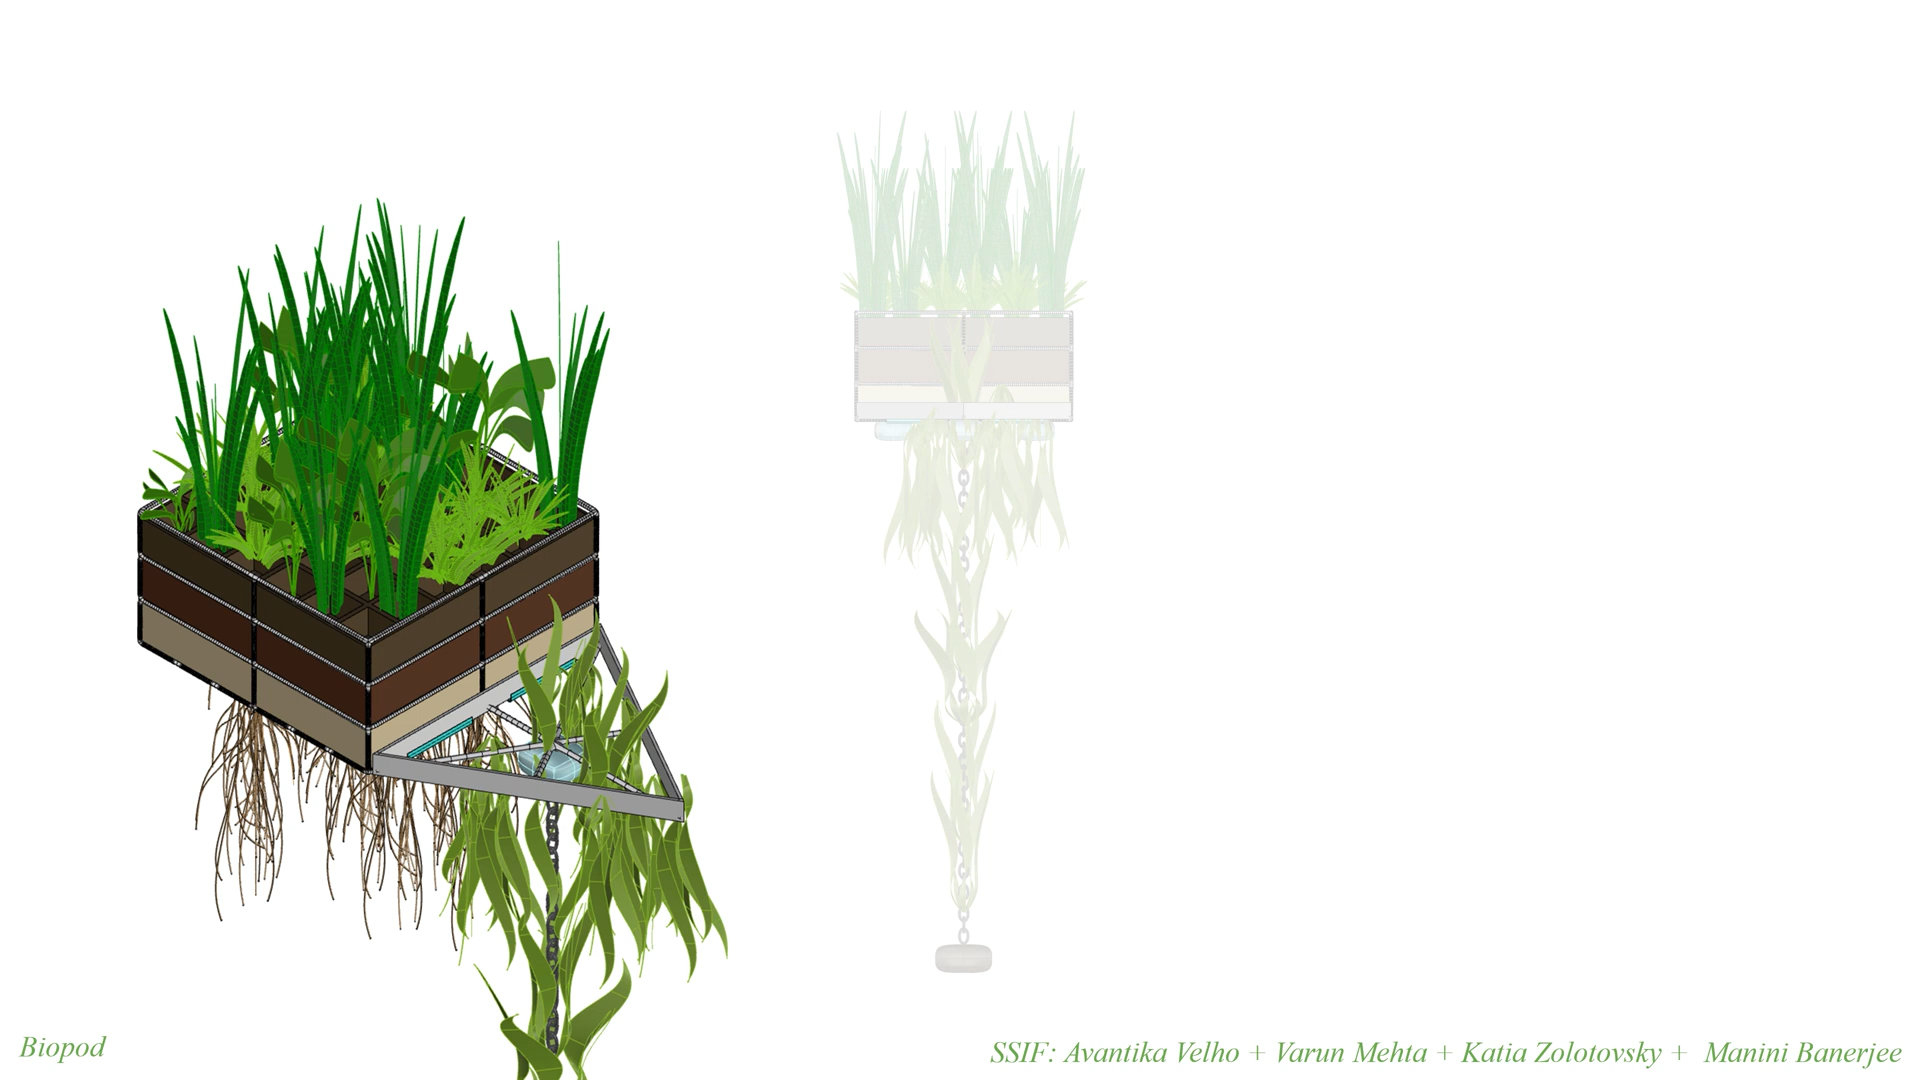 Biopod
SSIF: Avantika Velho + Varun Mehta + Katia Zolotovsky + Manini Banerjee